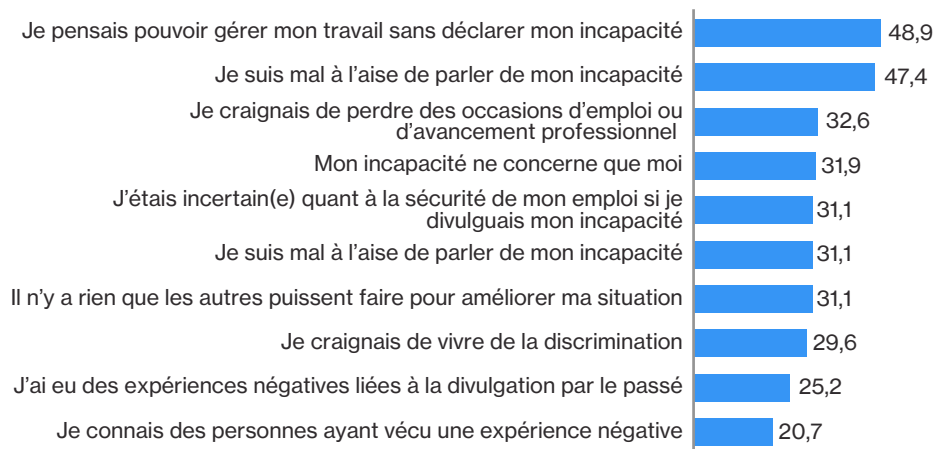 Je pensais pouvoir gérer mon travail sans déclarer mon incapacité 48,9
Je suis mal à l’aise de parler de mon incapacité 47,4
Je craignais de perdre des occasions d’emploi ou
d’avancement professionnel 32,6
Mon incapacité ne concerne que moi 31,9
J’étais incertain(e) quant à la sécurité de mon emploi si je
divulguais mon incapacité 31,1
Je suis mal à l’aise de parler de mon incapacité 31,1
Il n’y a rien que les autres puissent faire pour améliorer ma situation 31,1
Je craignais de vivre de la discrimination 29,6
J’ai eu des expériences négatives liées à la divulgation par le passé 25,2
Je connais des personnes ayant vécu une expérience négative 20,7